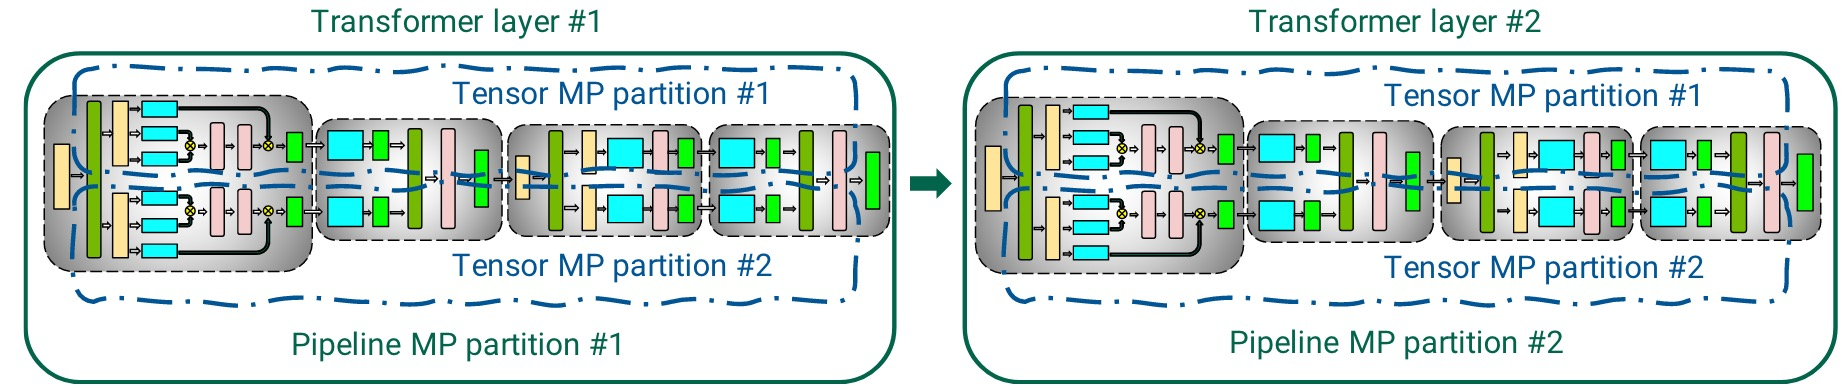 Transformer layer #1
Tensor MP partition #1
Tensor MP partition #2
Pipeline MP partition #1
Transformer layer #2
Tensor MP partition #1
Tensor MP partition #2
Pipeline MP partition #2